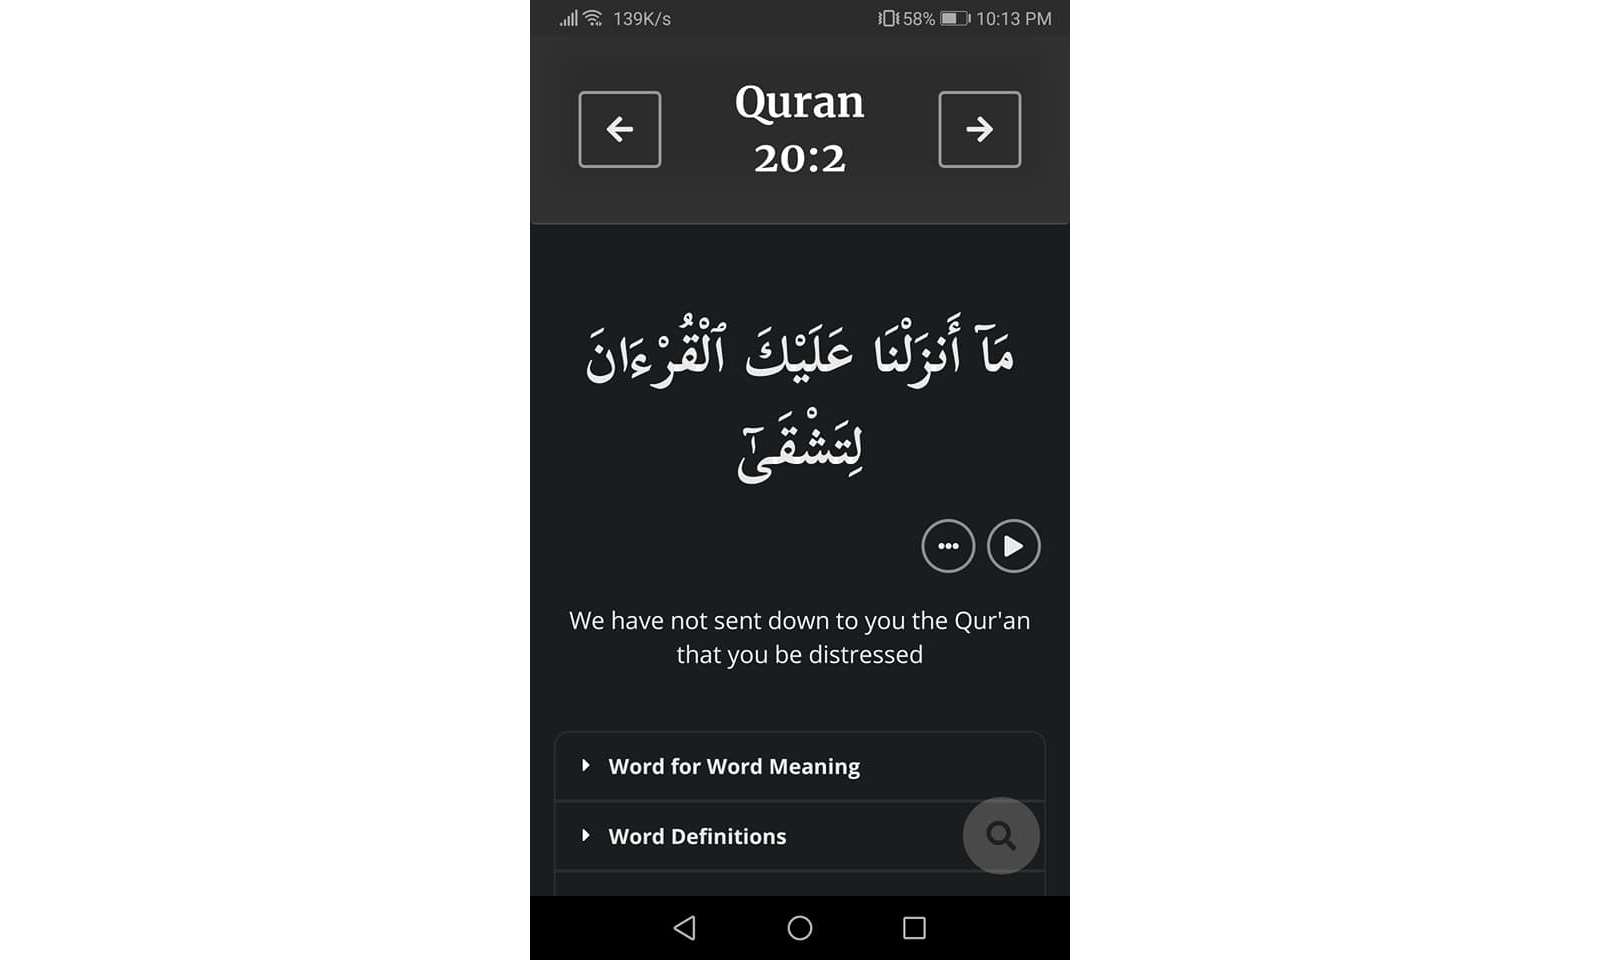 139K/s 58% 10:13 PM
Quran
20:2
مَآ أَنزَلْنَا عَلَيْكَ ٱلْقُرْءَانَ
لِتَشْقَىٰٓ
We have not sent down to you the Qur'an
that you be distressed
Word for Word Meaning
Word Definitions